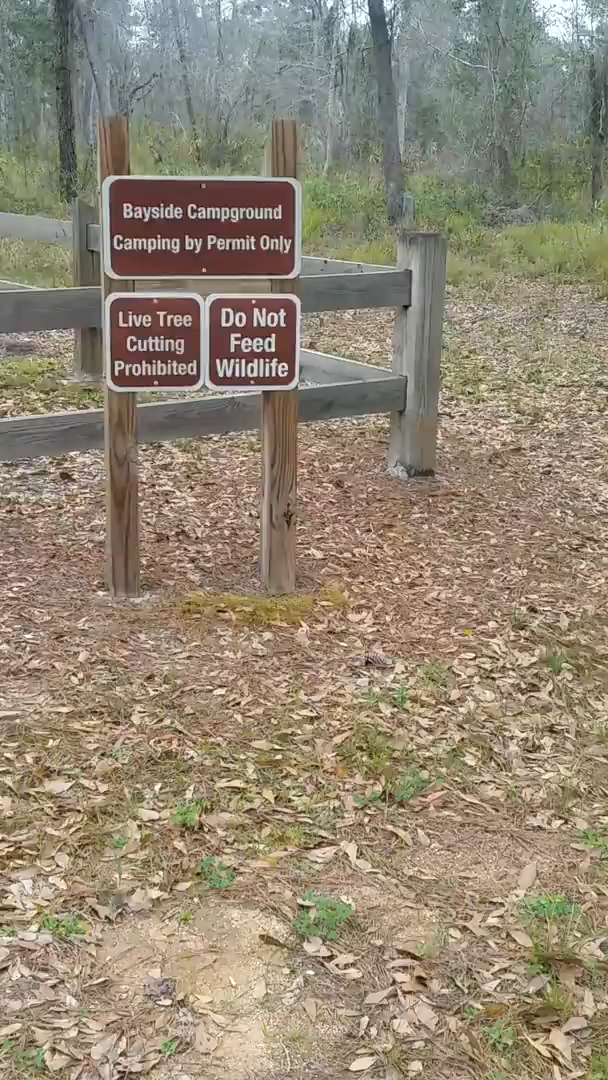 Bayside Campground
Camping by Permit Only
Live Tree
Cutting
Prohibited
Do Not
Feed
Wildlife